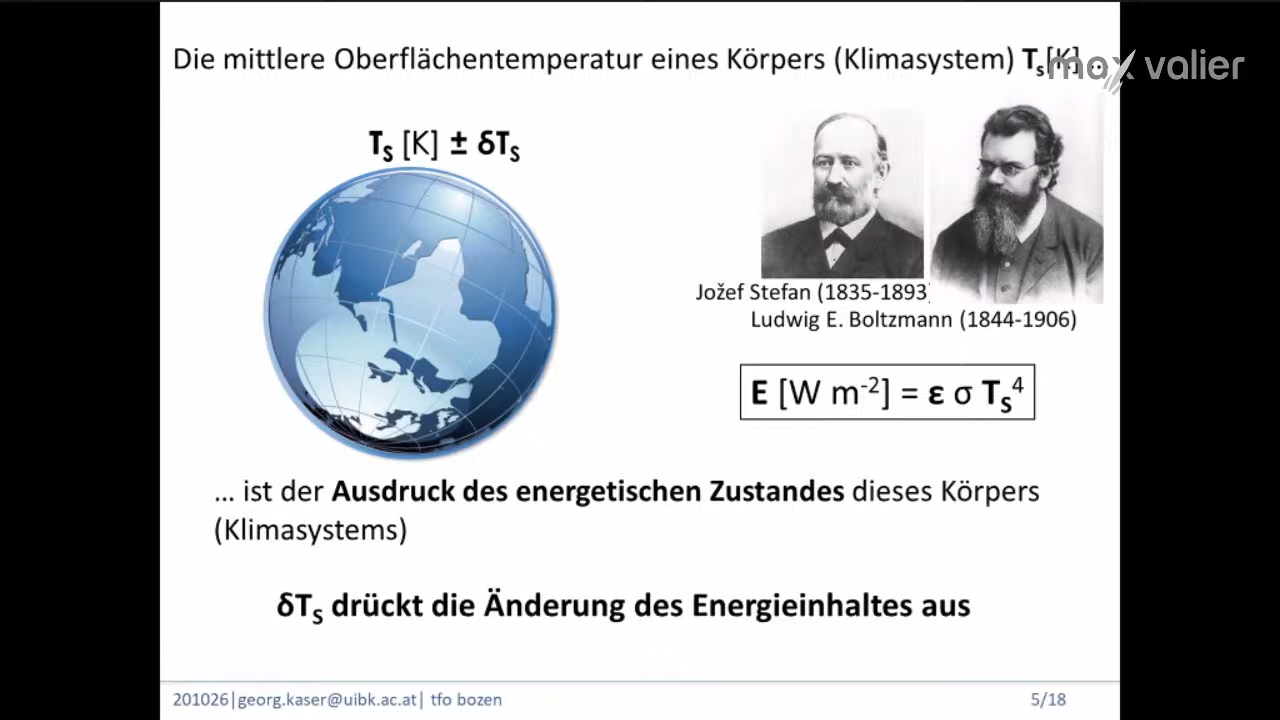 Die mittlere Oberflächentemperatur eines Körpers (Klimasystem) Ts[K] ...
max valier
TS [K] ± δTS
Jožef Stefan (1835-1893)
Ludwig E. Boltzmann (1844-1906)
E [W m-2] = ε σ TS4
... ist der Ausdruck des energetischen Zustandes dieses Körpers
(Klimasystems)
δTS drückt die Änderung des Energieinhaltes aus
201026|georg.kaser@uibk.ac.at| tfo bozen
5/18